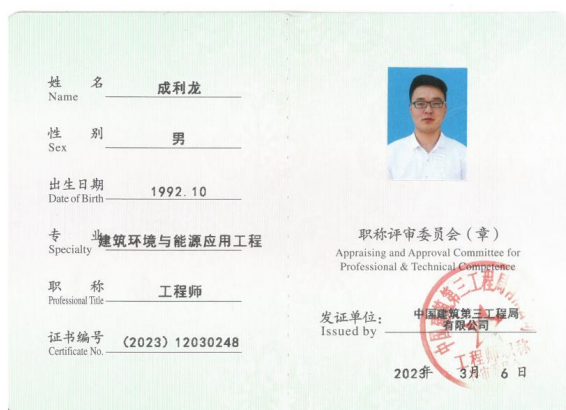 姓 名 成利龙
Name
性 别 男
Sex
出生日期 1992.10
Date of Birth
专 业 建筑环境与能源应用工程
Specialty
职 称 工程师
Professional Title
证书编号 (2023) 12030248
Certificate No.
职称评审委员会（章）
Appraising and Approval Committee for
Professional & Technical Competence
发证单位： 中国建筑第三工程局
有限公司
Issued by
2023年 3月 6 日